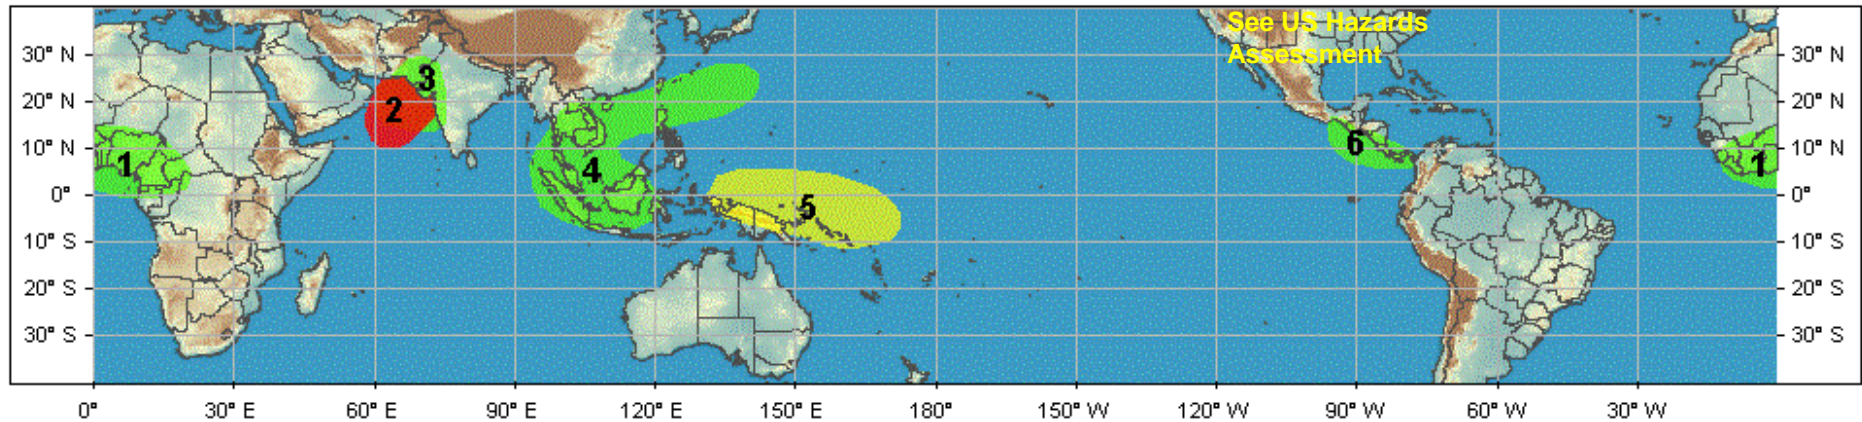 See US Hazards
Assessment
30° N
30° N
3
20° N
2
20° N
10° N
1
4
6
10° N
1
0°
5
0°
10° S
10° S
20° S
20° S
30° S
30° S
0°
30° E
60° E
90° E
120° E
150° E
180°
150° W
120° W
90° W
60° W
30° W